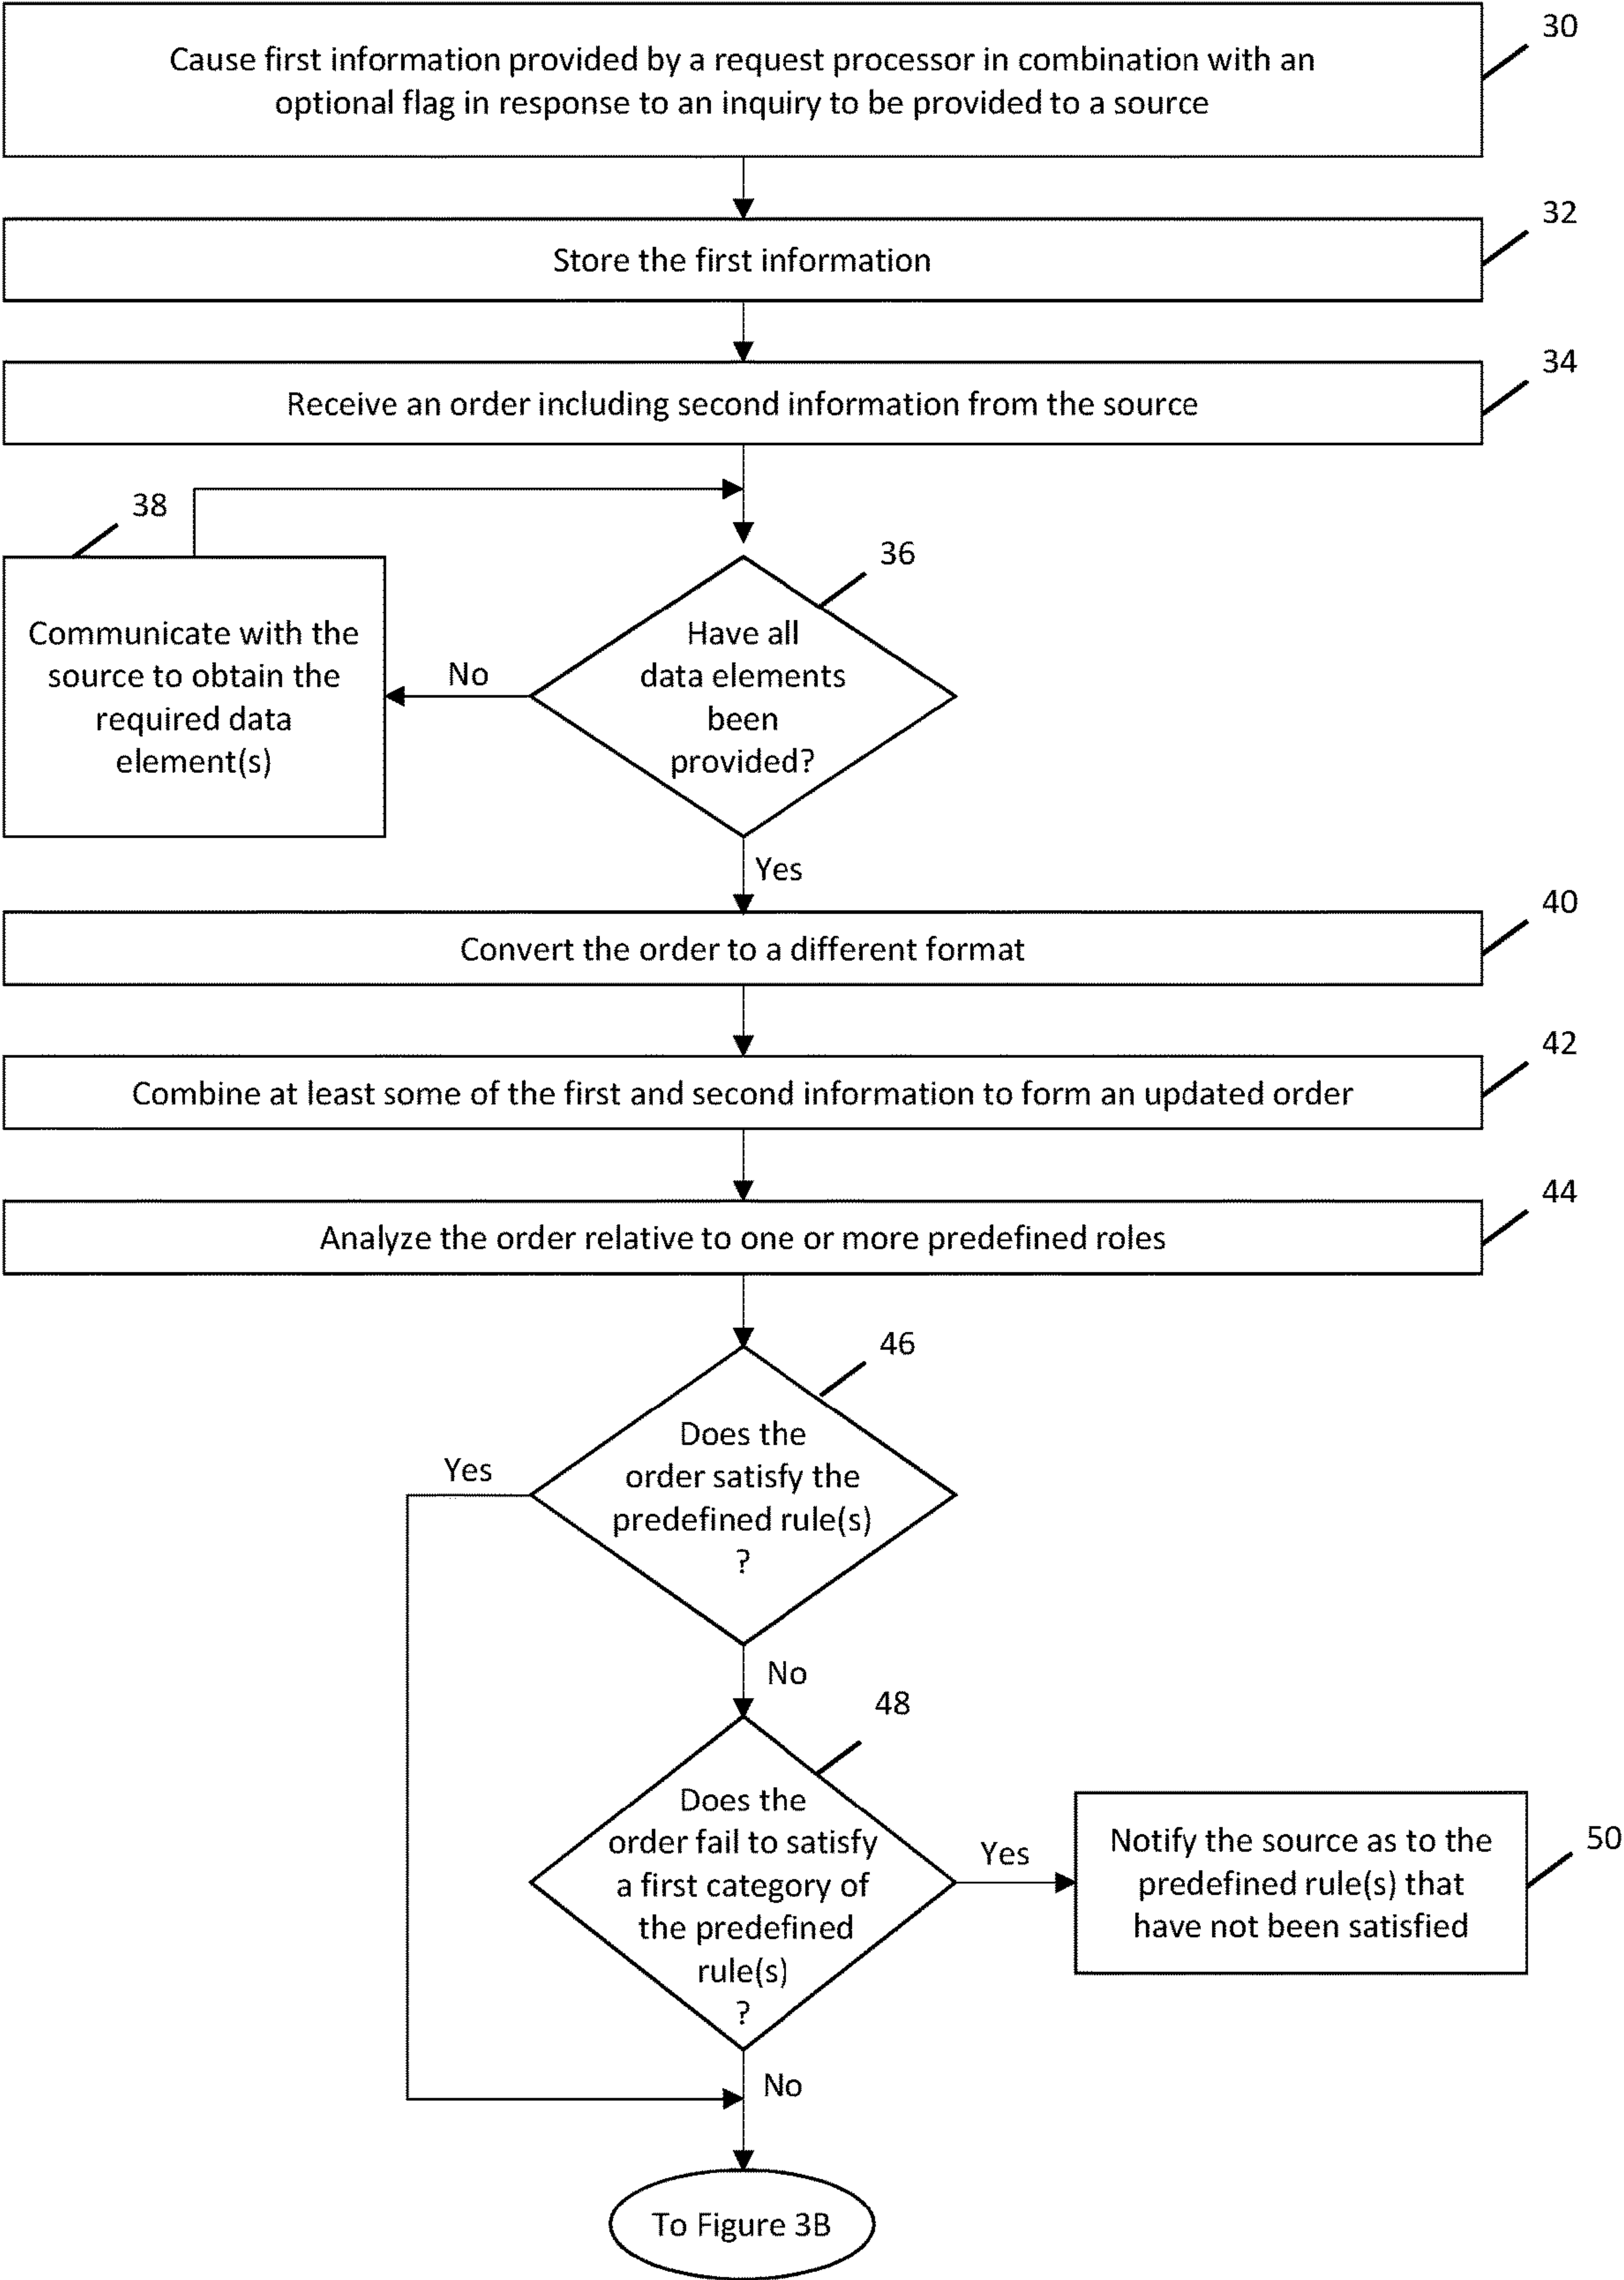 30
Cause first information provided by a request processor in combination with an
optional flag in response to an inquiry to be provided to a source
32
Store the first information
34
Receive an order including second information from the source
38
36
Communicate with the
source to obtain the
required data
element(s)
No
Have all
data elements
been
provided?
Yes
40
Convert the order to a different format
42
Combine at least some of the first and second information to form an updated order
44
Analyze the order relative to one or more predefined roles
46
Does the
order satisfy the
predefined rule(s)
?
Yes
No
48
Does the
order fail to satisfy
a first category of
the predefined
rule(s)
?
Yes
50
Notify the source as to the
predefined rule(s) that
have not been satisfied
No
To Figure 3B